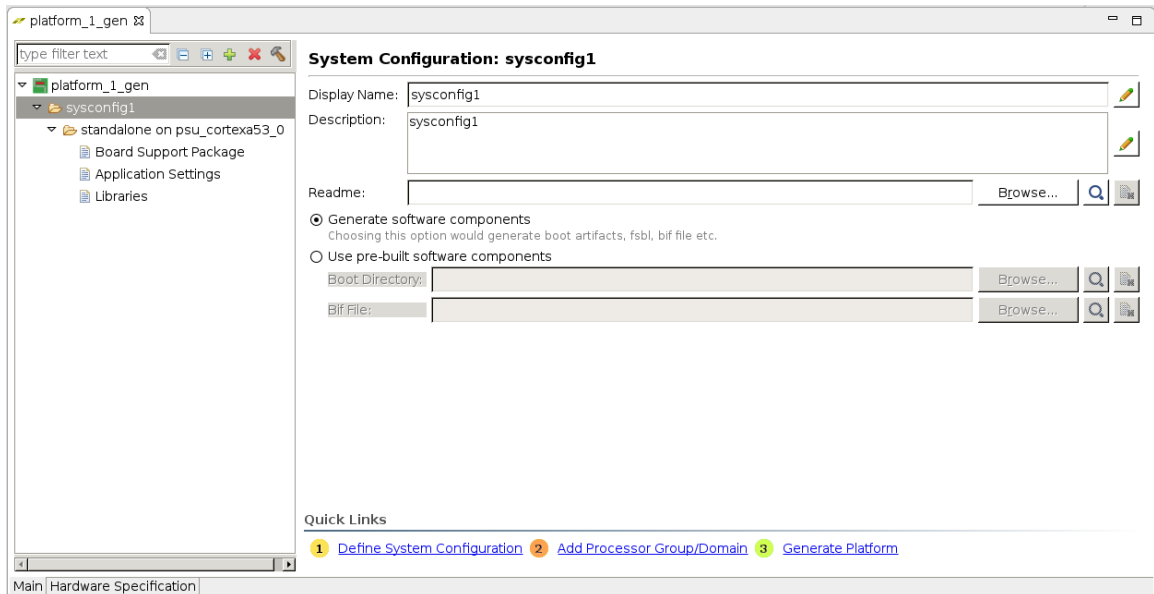 platform_1_gen
type filter text
platform_1_gen
sysconfig1
standalone on psu_cortexa53_0
Board Support Package
Application Settings
Libraries
System Configuration: sysconfig1
Display Name: sysconfig1
Description: sysconfig1
Readme: Browse...
Generate software components
Choosing this option would generate boot artifacts, fsbl, bif file etc.
Use pre-built software components
Boot Directory: Browse...
Bif File: Browse...
Quick Links
1 Define System Configuration 2 Add Processor Group/Domain 3 Generate Platform
Main Hardware Specification